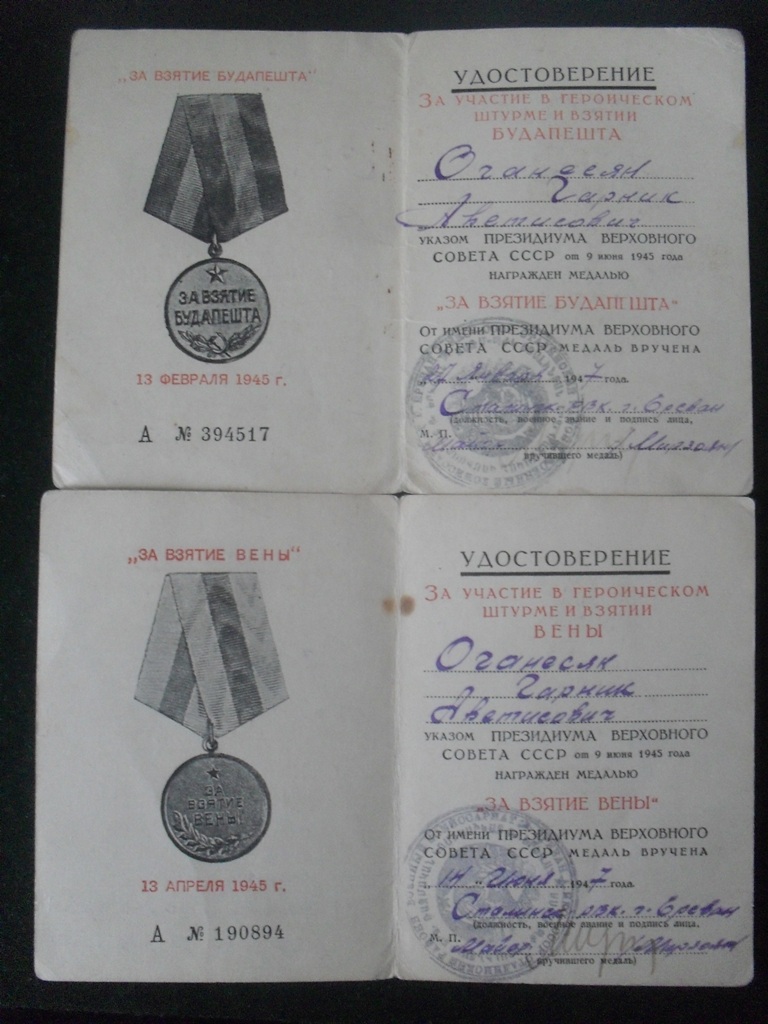 „ЗА ВЗЯТИЕ БУДАПЕШТА"
ЗА ВЗЯТИЕ
БУДАПЕШТА
13 ФЕВРАЛЯ 1945 г.
А № 394517
УДОСТОВЕРЕНИЕ
ЗА УЧАСТИЕ В ГЕРОИЧЕСКОМ
ШТУРМЕ И ВЗЯТИИ
БУДАПЕШТА
Оганесян
Гарник
Аветисович
УКАЗОМ ПРЕЗИДИУМА ВЕРХОВНОГО
СОВЕТА СССР от 9 июня 1945 года
НАГРАЖДЕН МЕДАЛЬЮ
„ЗА ВЗЯТИЕ БУДАПЕШТА"
ОТ ИМЕНИ ПРЕЗИДИУМА ВЕРХОВНОГО
СОВЕТА СССР МЕДАЛЬ ВРУЧЕНА
1947 года.
г. Ереван
(должность, военное звание и подпись лица,
М. П.
Майор
вручившего медаль)
„ЗА ВЗЯТИЕ ВЕНЫ"
ЗА
ВЗЯТИЕ
ВЕНЫ
13 АПРЕЛЯ 1945 г.
А № 190894
УДОСТОВЕРЕНИЕ
ЗА УЧАСТИЕ В ГЕРОИЧЕСКОМ
ШТУРМЕ И ВЗЯТИИ
ВЕНЫ
Оганесян
Гарник
Аветисович
УКАЗОМ ПРЕЗИДИУМА ВЕРХОВНОГО
СОВЕТА СССР от 9 июня 1945 года
НАГРАЖДЕН МЕДАЛЬЮ
„ЗА ВЗЯТИЕ ВЕНЫ"
ОТ ИМЕНИ ПРЕЗИДИУМА ВЕРХОВНОГО
СОВЕТА СССР МЕДАЛЬ ВРУЧЕНА
„14" Июня 1947 года.
Сталинск. рвк. г. Ереван
(должность, военное звание и подпись лица,
М. П.
Майор
вручившего медаль)